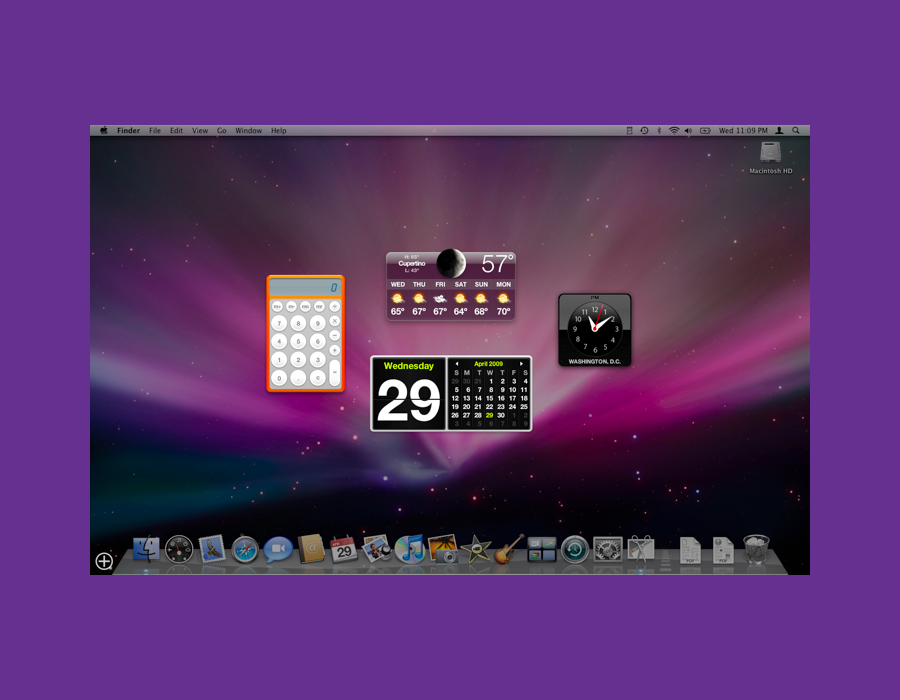 Finder File Edit View Go Window Help
Wed 11:09 PM
Macintosh HD
H: 65°
Cupertino
L: 43°
57°
WED THU FRI SAT SUN MON
65° 67° 67° 64° 68° 70°
0
7 8 9
4 5 6
1 2 3
0 . c
PM
12 1 2 3 4 5 6 7 8 9 10 11
WASHINGTON, D.C.
Wednesday
29
April 2009
S M T W T F S
29 30 31 1 2 3 4
5 6 7 8 9 10 11
12 13 14 15 16 17 18
19 20 21 22 23 24 25
26 27 28 29 30 1 2
3 4 5 6 7 8 9
29
PDF
PDF